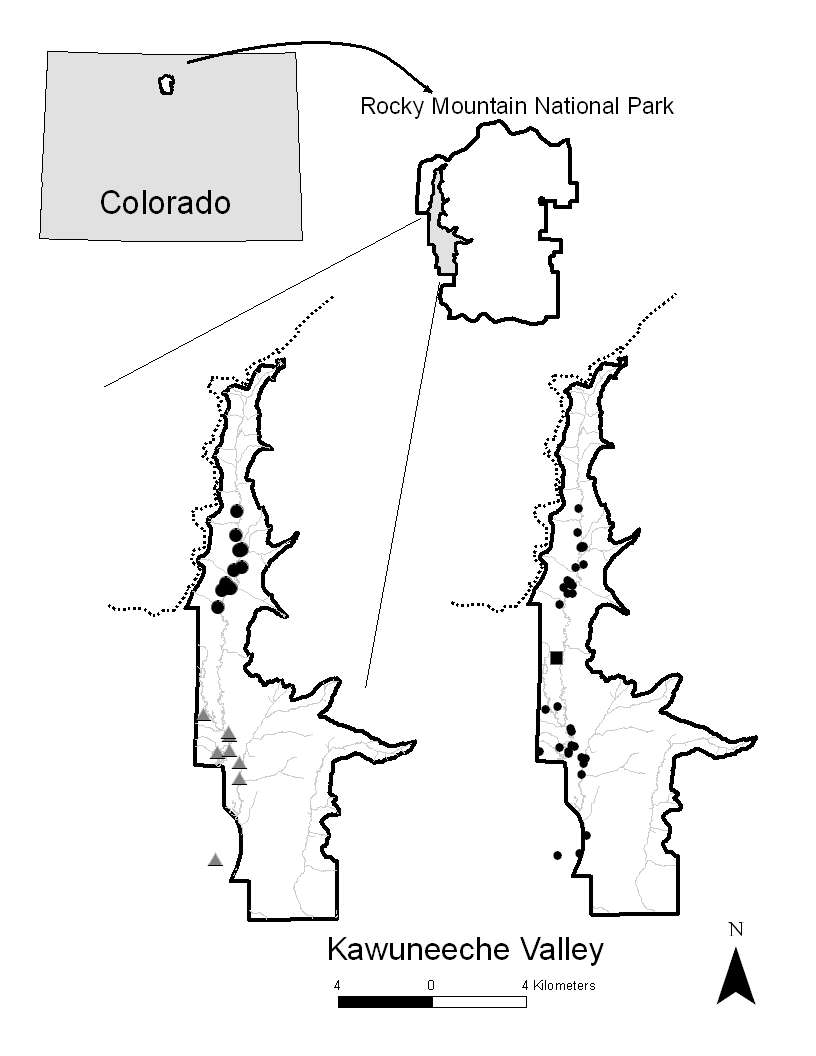 Rocky Mountain National Park
Colorado
Kawuneeche Valley
N
4 0 4 Kilometers